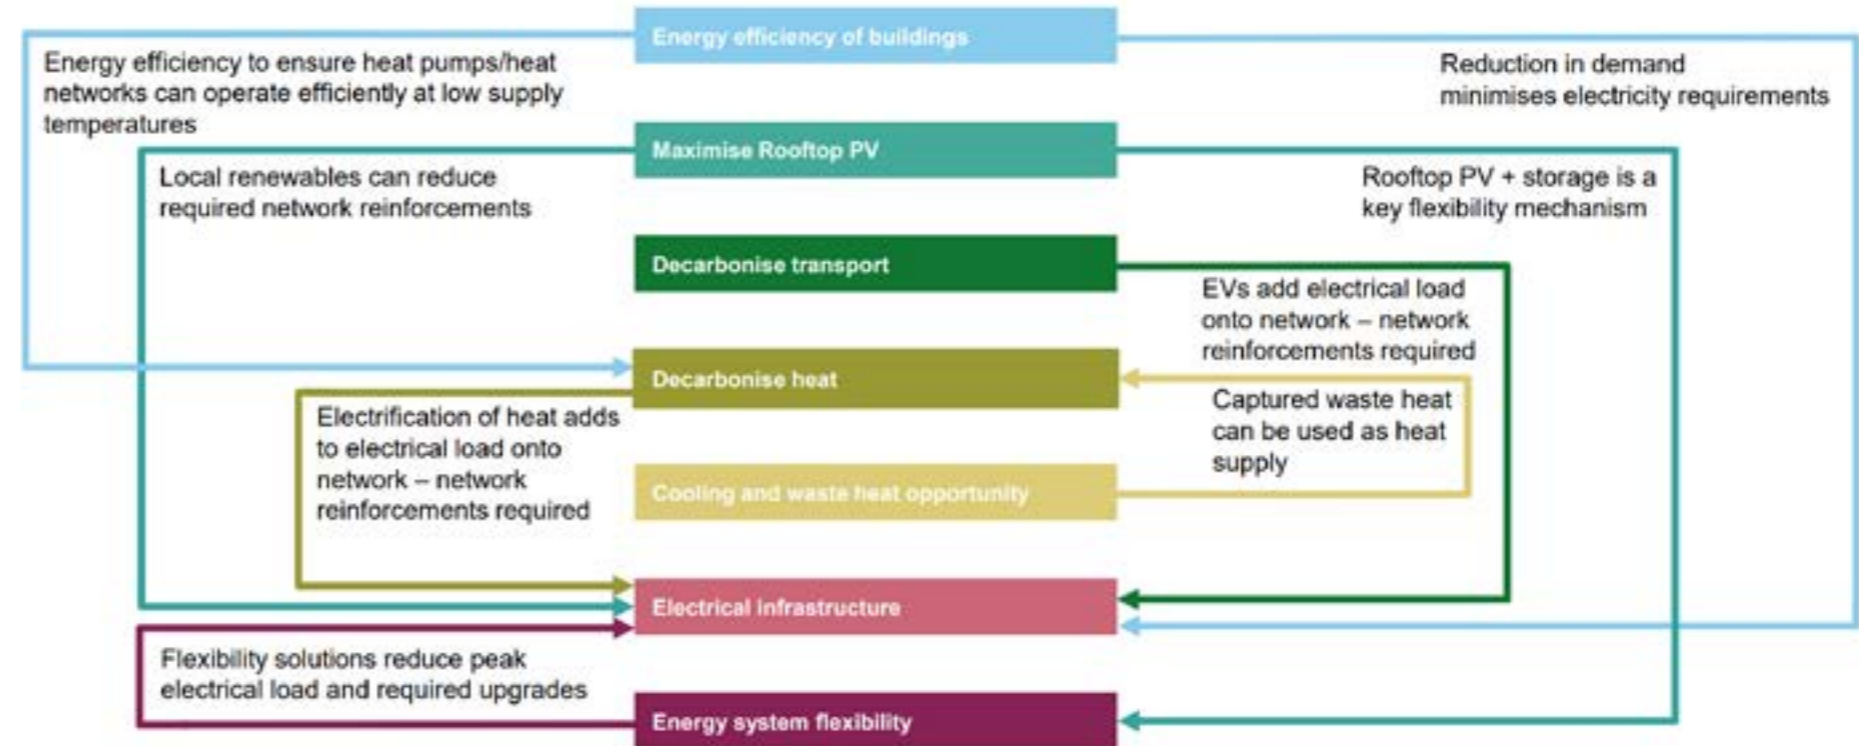 Energy efficiency of buildings
Energy efficiency to ensure heat pumps/heat
networks can operate efficiently at low supply
temperatures
Reduction in demand
minimises electricity requirements
Maximise Rooftop PV
Local renewables can reduce
required network reinforcements
Rooftop PV + storage is a
key flexibility mechanism
Decarbonise transport
EVs add electrical load
onto network – network
reinforcements required
Decarbonise heat
Electrification of heat adds
to electrical load onto
network – network
reinforcements required
Captured waste heat
can be used as heat
supply
Cooling and waste heat opportunity
Electrical infrastructure
Flexibility solutions reduce peak
electrical load and required upgrades
Energy system flexibility